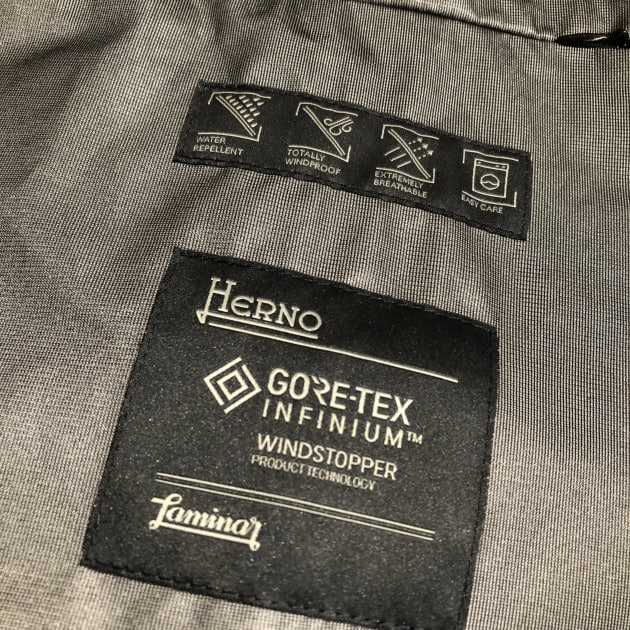 WATER
REPELLENT
TOTALLY
WINDPROOF
EXTREMELY
BREATHABLE
EASY CARE
HERNO
GORE-TEX
INFINIUM™
WINDSTOPPER
PRODUCT TECHNOLOGY
Laminar